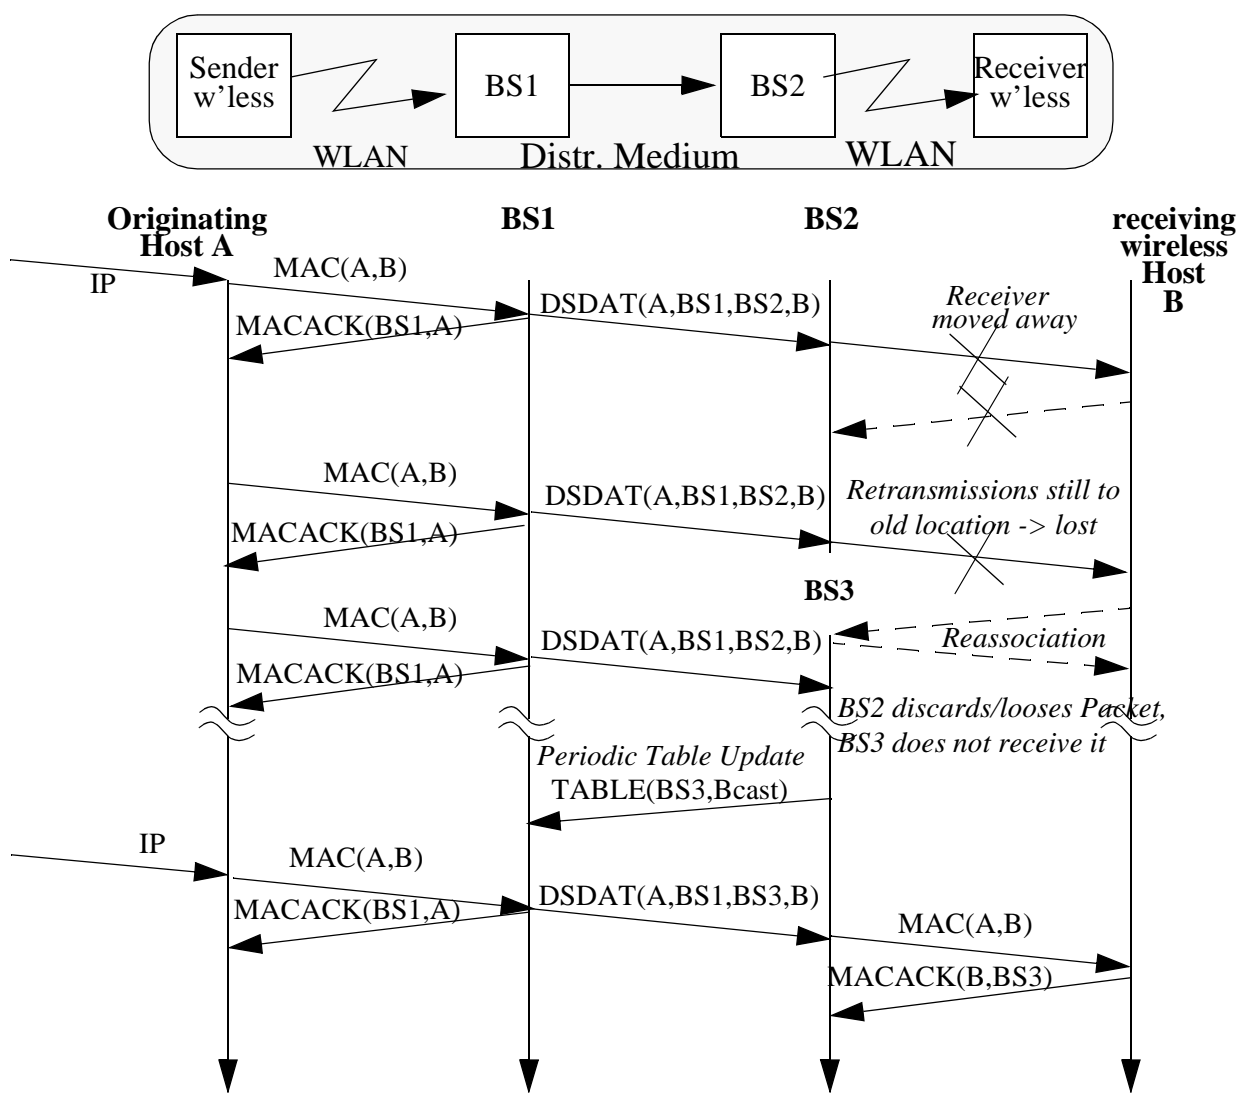 Sender
w'less
BS1
BS2
Receiver
w'less
WLAN
Distr. Medium
WLAN
Originating
Host A
BS1
BS2
receiving
wireless
Host
B
IP
MAC(A,B)
MACACK(BS1,A)
DSDAT(A,BS1,BS2,B)
Receiver
moved away
MAC(A,B)
MACACK(BS1,A)
DSDAT(A,BS1,BS2,B)
Retransmissions still to
old location -> lost
BS3
MAC(A,B)
MACACK(BS1,A)
DSDAT(A,BS1,BS2,B)
Reassociation
BS2 discards/looses Packet,
BS3 does not receive it
Periodic Table Update
TABLE(BS3,Bcast)
IP
MAC(A,B)
MACACK(BS1,A)
DSDAT(A,BS1,BS3,B)
MAC(A,B)
MACACK(B,BS3)